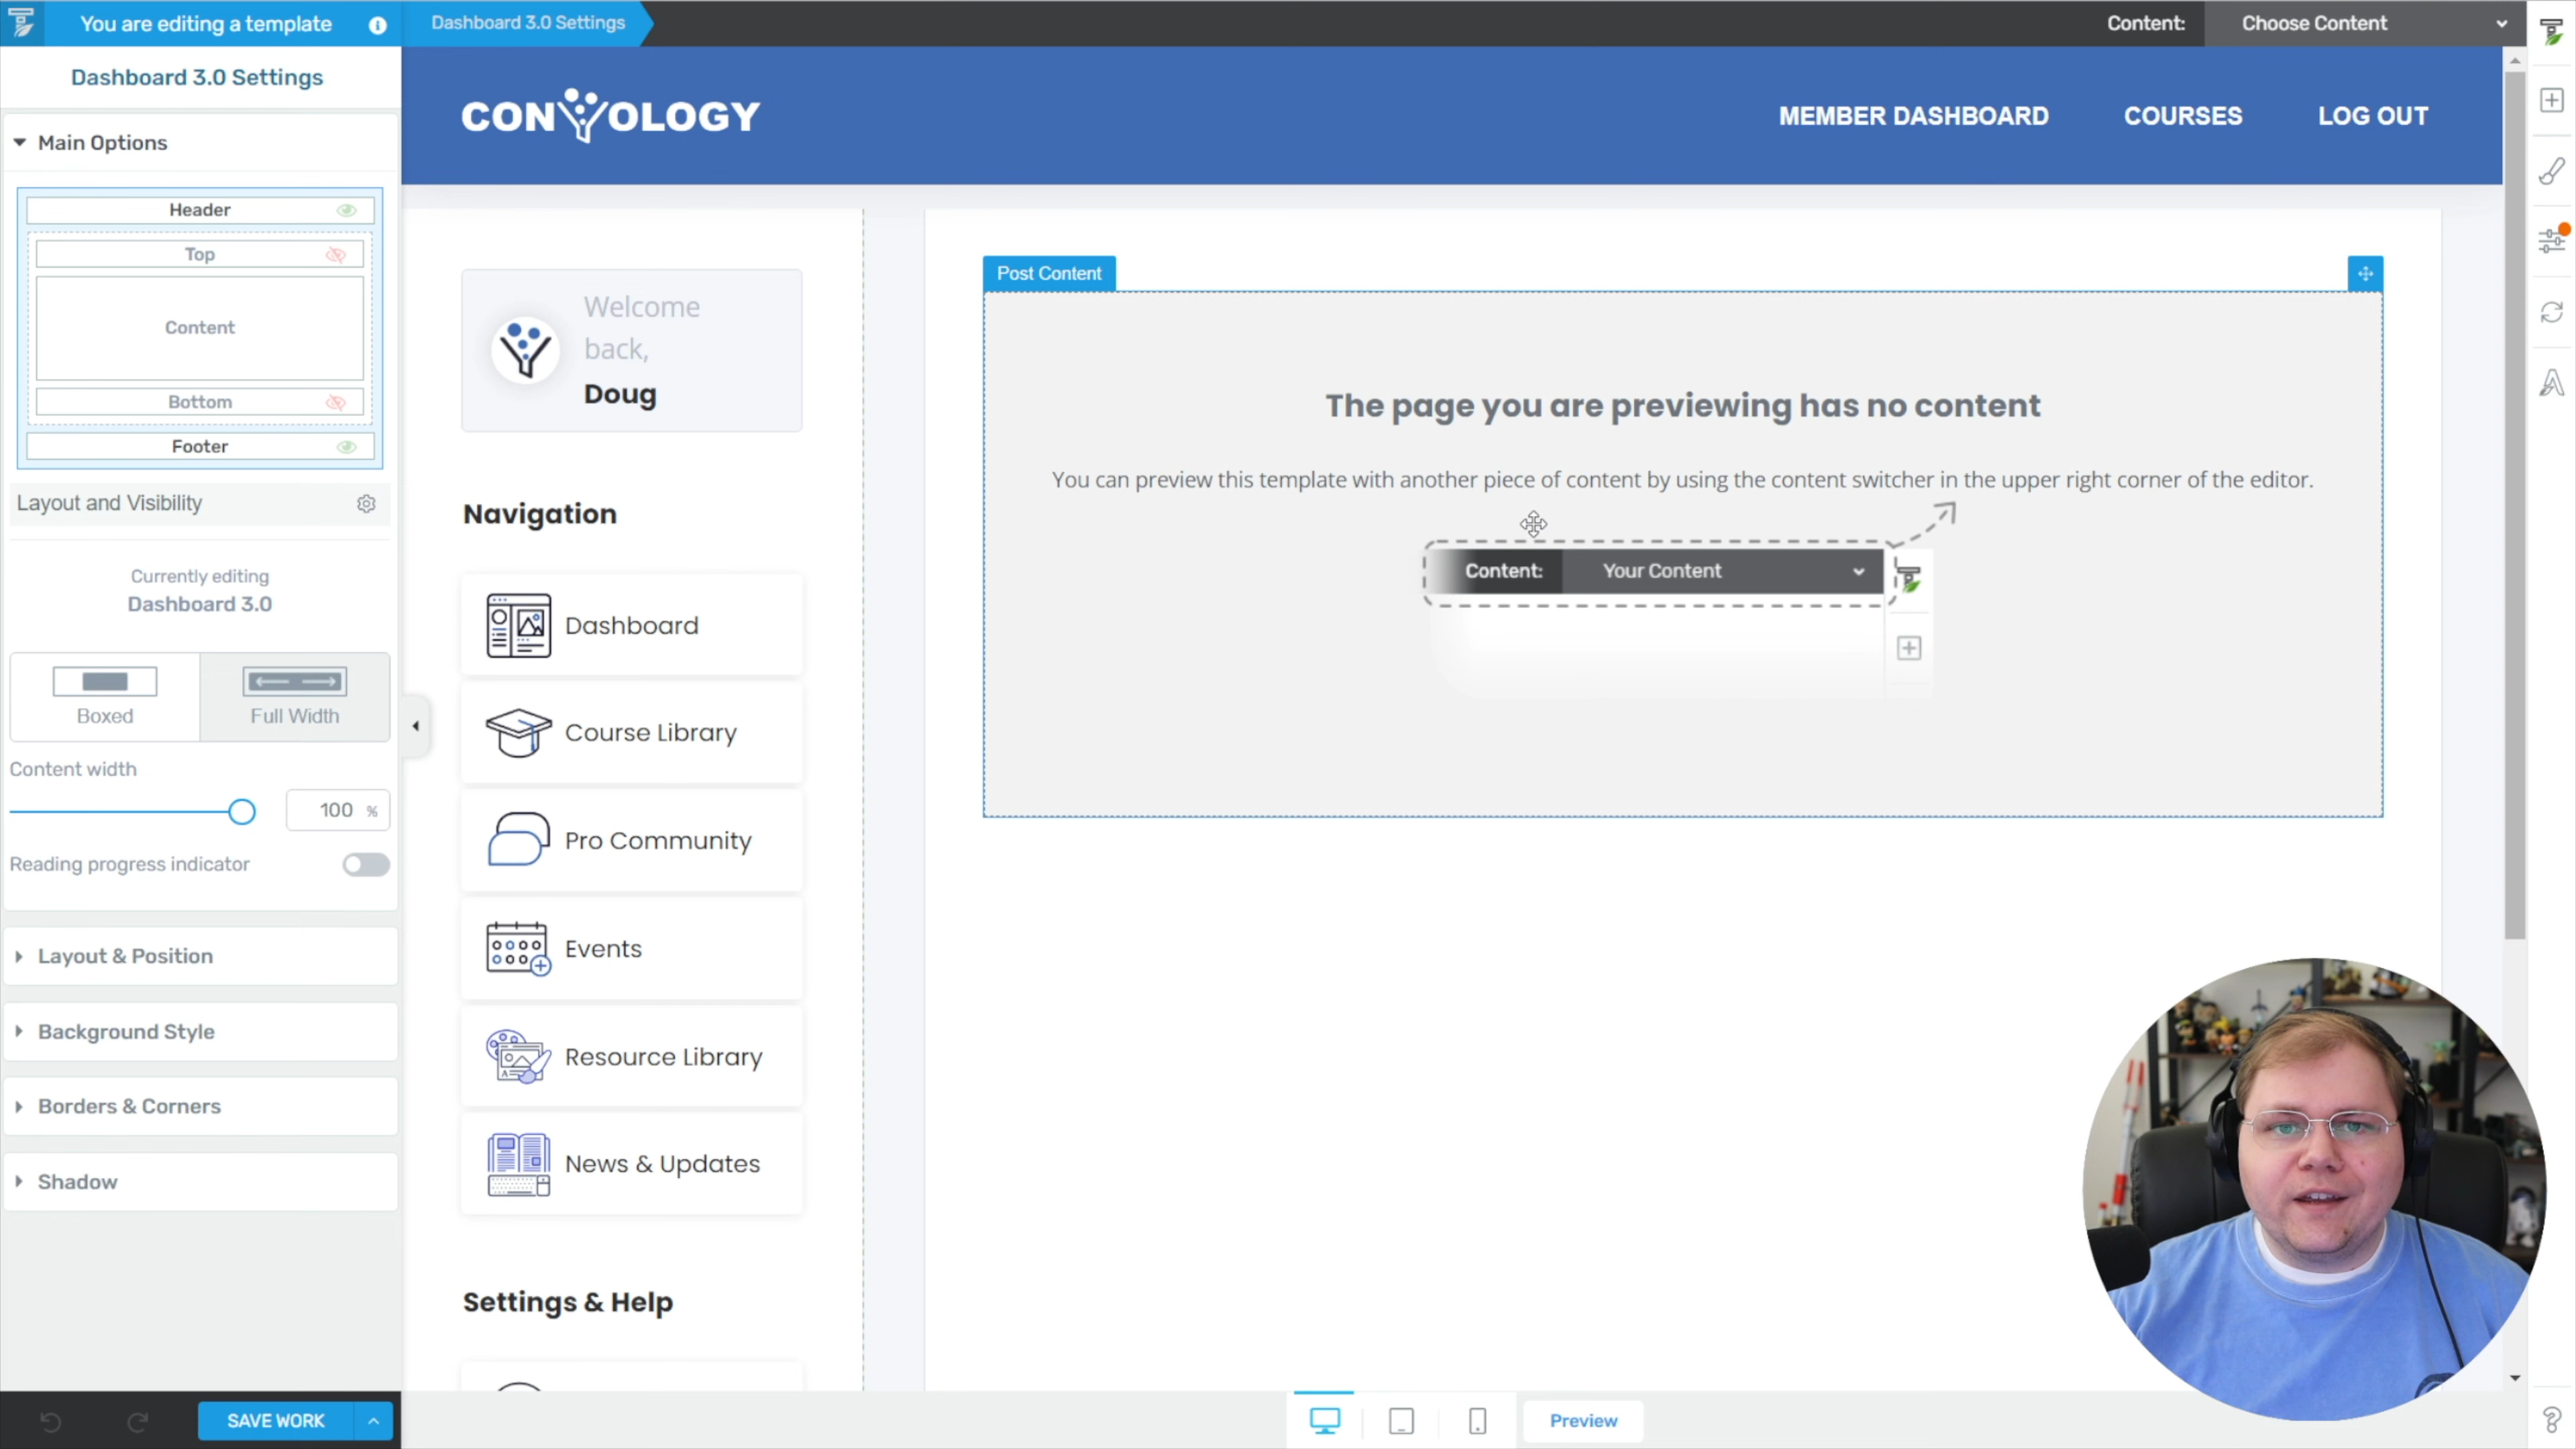 You are editing a template
Dashboard 3.0 Settings
Content:
Choose Content
Dashboard 3.0 Settings
Main Options
Header
Top
Content
Bottom
Footer
Layout and Visibility
Currently editing
Dashboard 3.0
Boxed
Full Width
Content width
100 %
Reading progress indicator
Layout & Position
Background Style
Borders & Corners
Shadow
SAVE WORK
CONVOLOGY
MEMBER DASHBOARD
COURSES
LOG OUT
Welcome
back,
Doug
Navigation
Dashboard
Course Library
Pro Community
Events
Resource Library
News & Updates
Settings & Help
Post Content
The page you are previewing has no content
You can preview this template with another piece of content by using the content switcher in the upper right corner of the editor.
Content:
Your Content
Preview